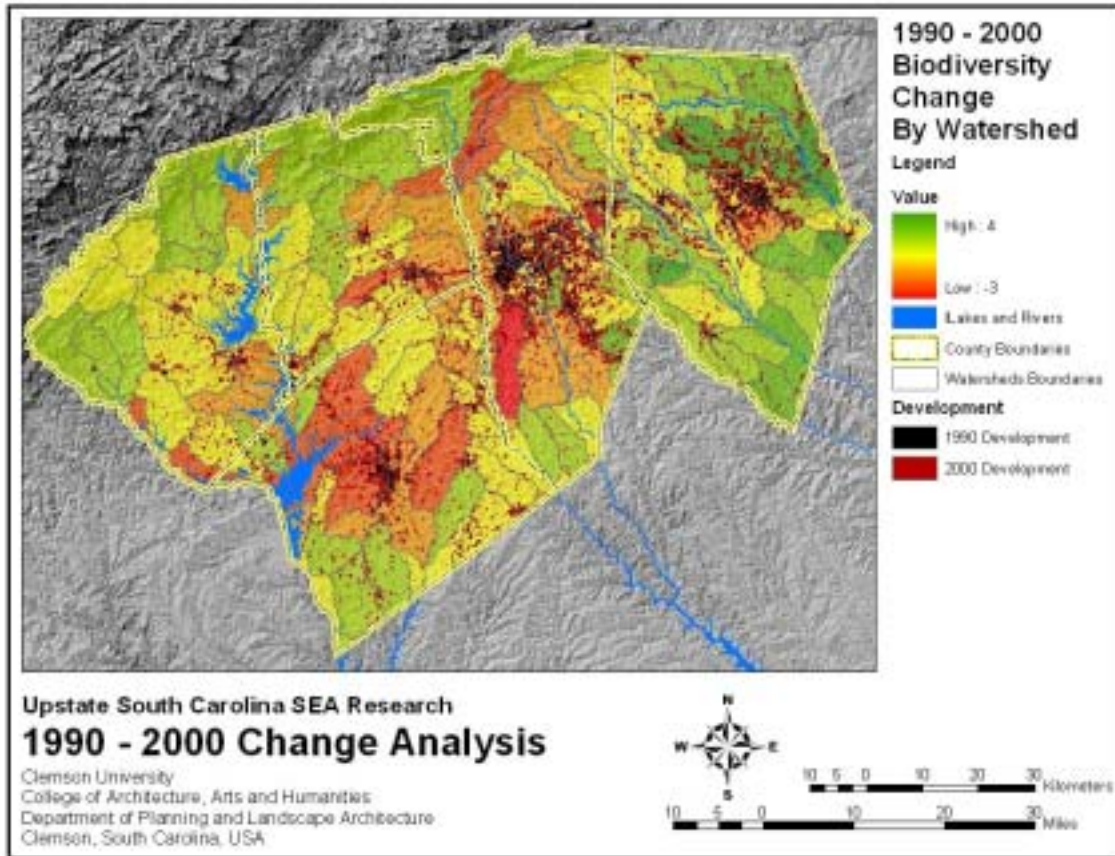 1990 - 2000
Biodiversity
Change
By Watershed
Legend
Value
High : 4
Low : -3
Lakes and Rivers
County Boundaries
Watersheds Boundaries
Development
1990 Development
2000 Development
Upstate South Carolina SEA Research
1990 - 2000 Change Analysis
Clemson University
College of Architecture, Arts and Humanities
Department of Planning and Landscape Architecture
Clemson, South Carolina, USA
N
W E
S
10 5 0 10 20 30
Kilometers
10 5 0 10 20 30
Miles